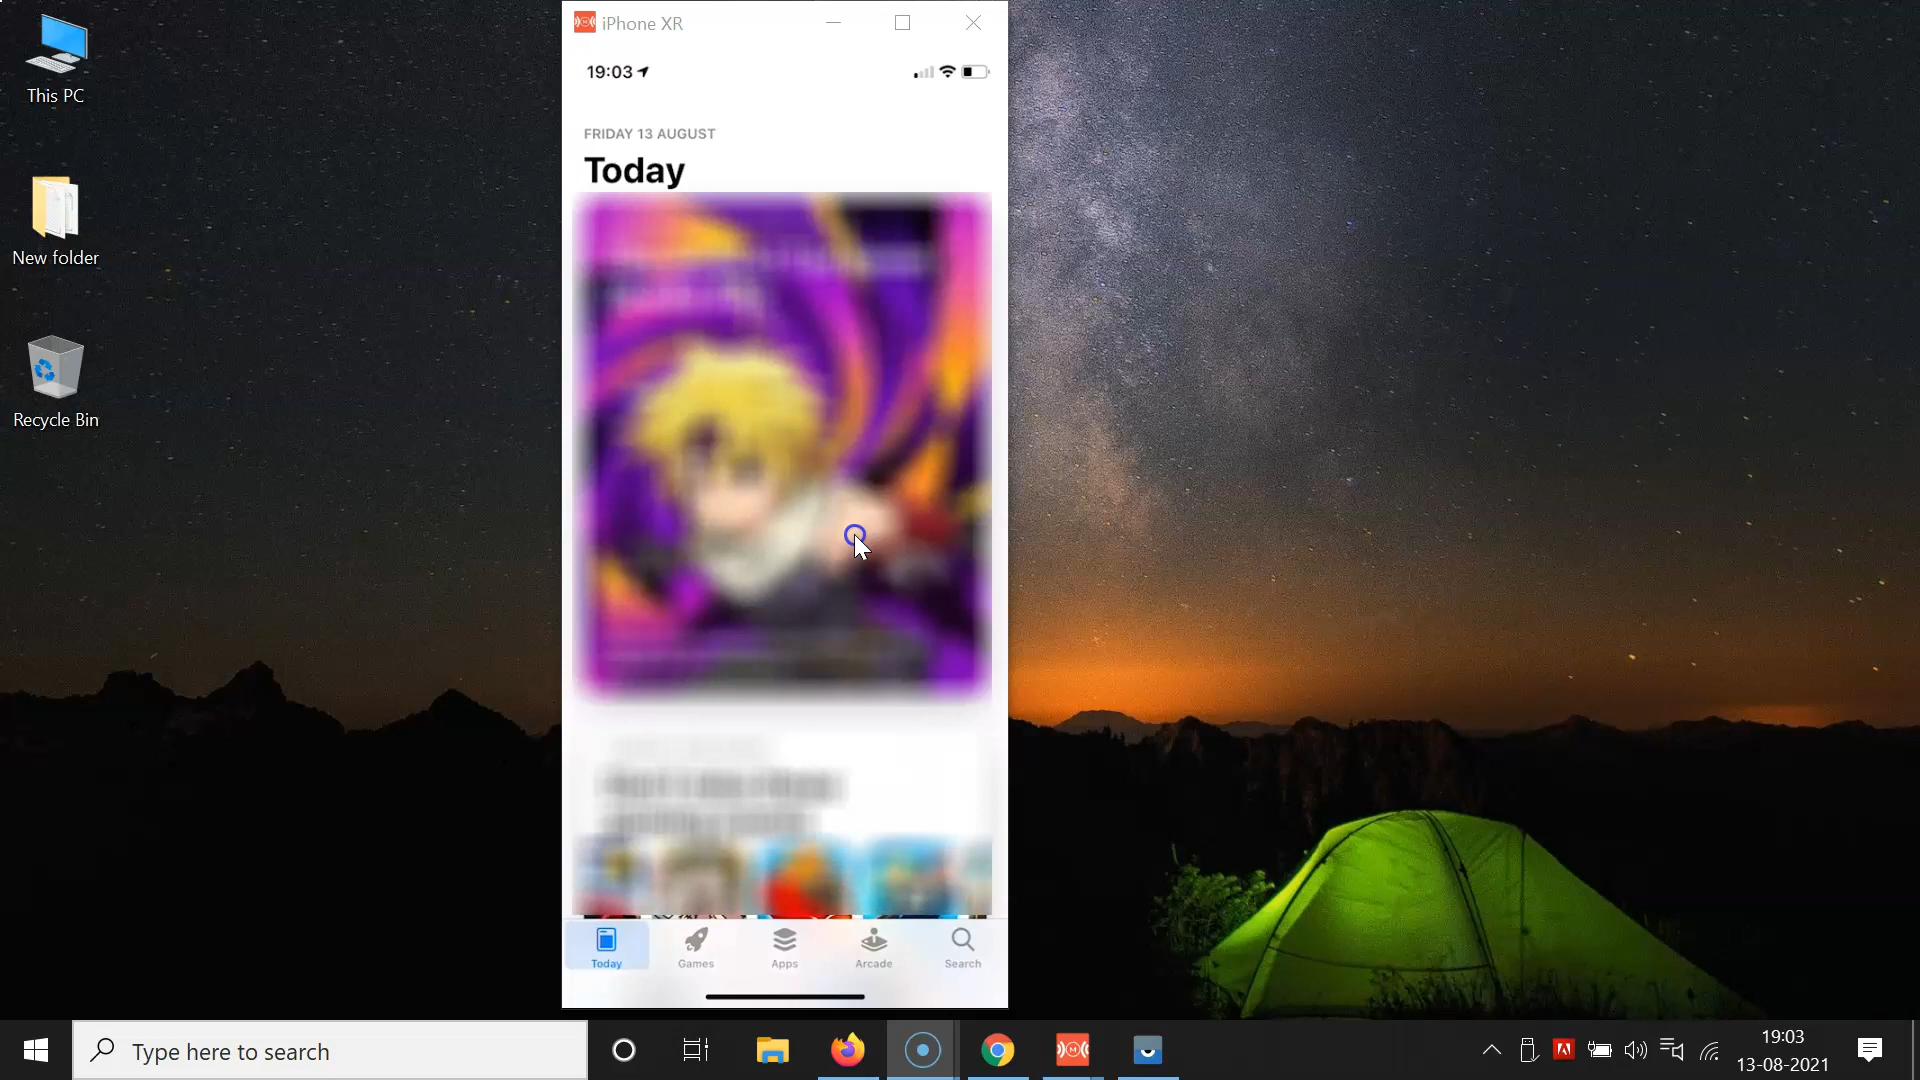 This PC
New folder
Recycle Bin
iPhone XR
19:03
FRIDAY 13 AUGUST
Today
Today
Games
Apps
Arcade
Search
Type here to search
19:03
13-08-2021